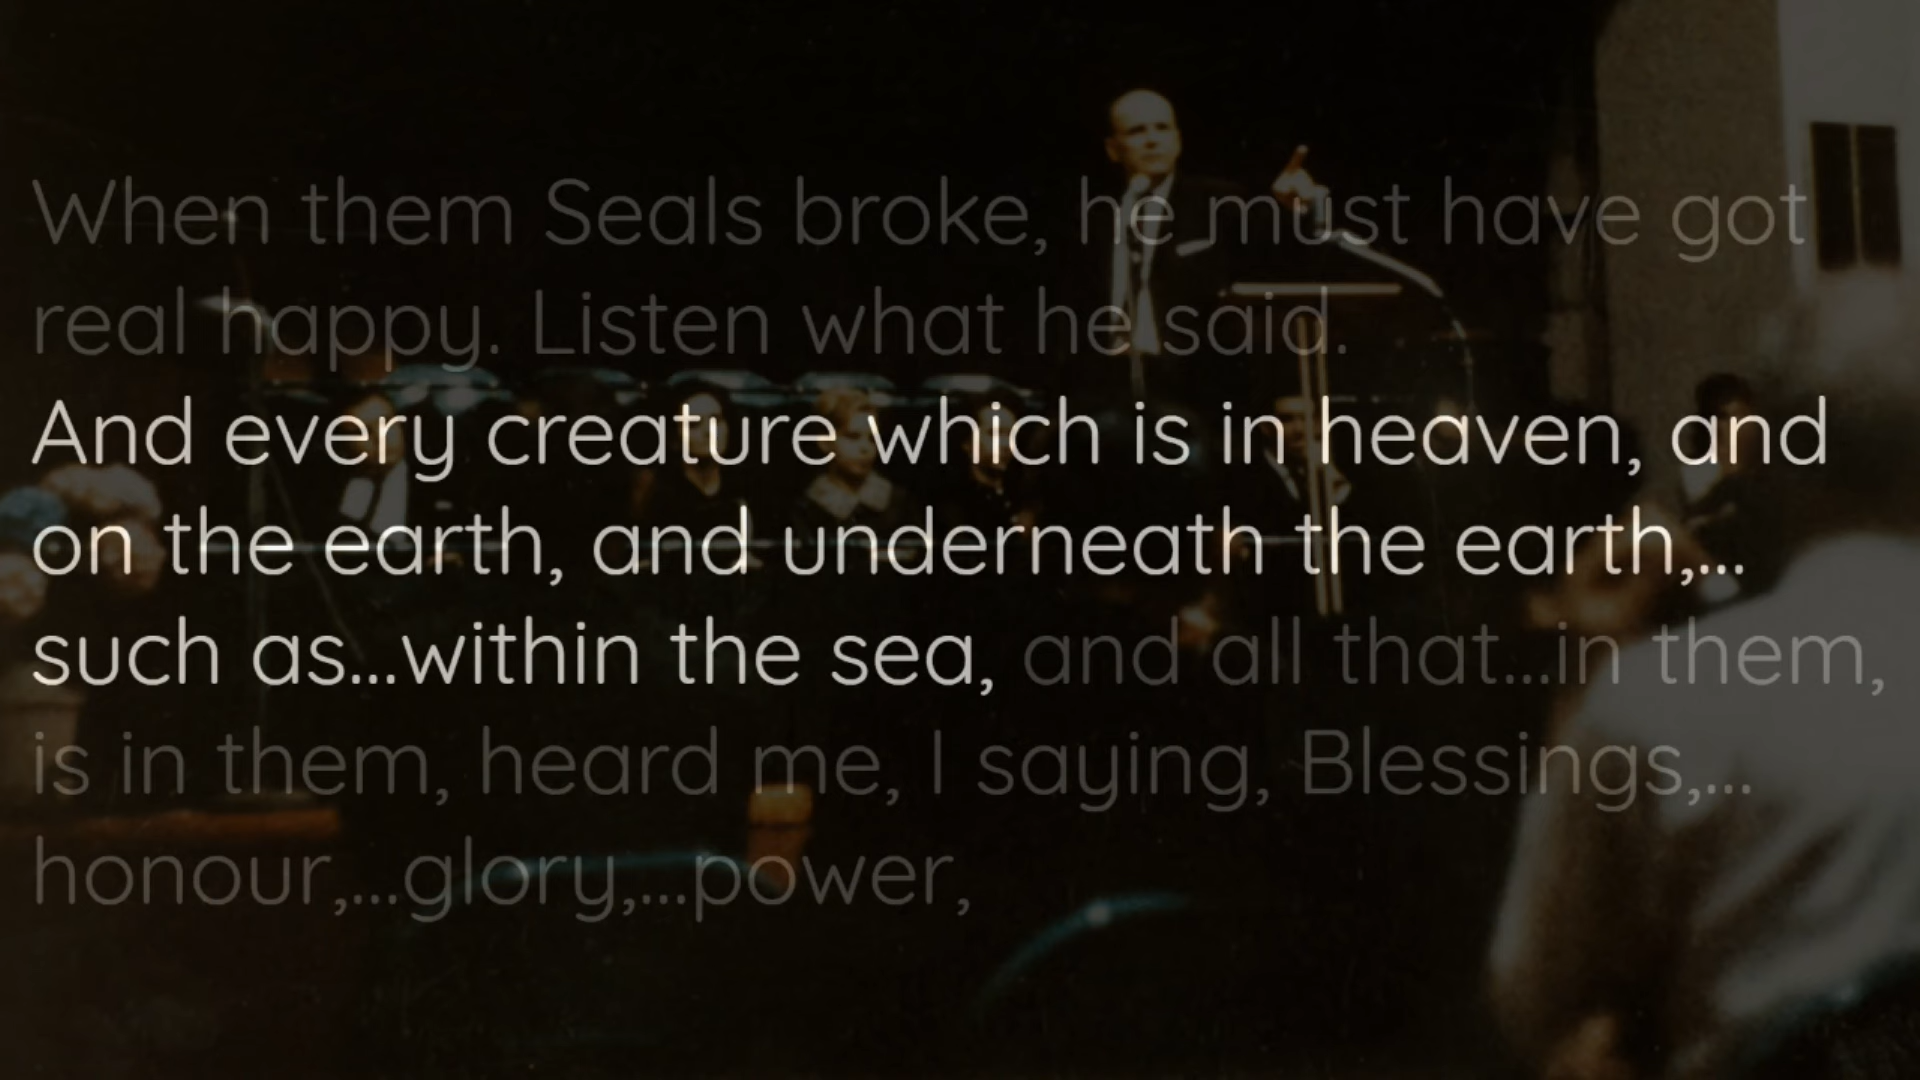 When them Seals broke, he must have got
real happy. Listen what he said.
And every creature which is in heaven, and
on the earth, and underneath the earth,...
such as...within the sea, and all that...in them,
is in them, heard me, I saying, Blessings,...
honour,...glory,...power,